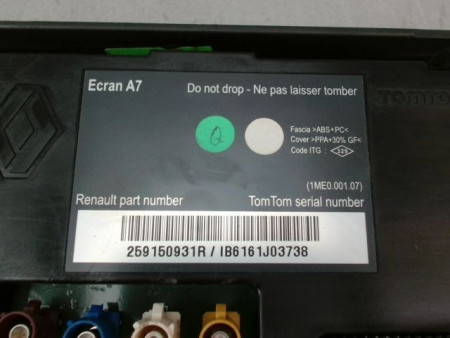 Ecran A7
Do not drop - Ne pas laisser tomber
TOMTO
Q
Fascia >ABS+PC<
Cover >PPA+30% GF<
Code ITG :
(1ME0.001.07)
Renault part number
TomTom serial number
259150931R / IB6161J03738